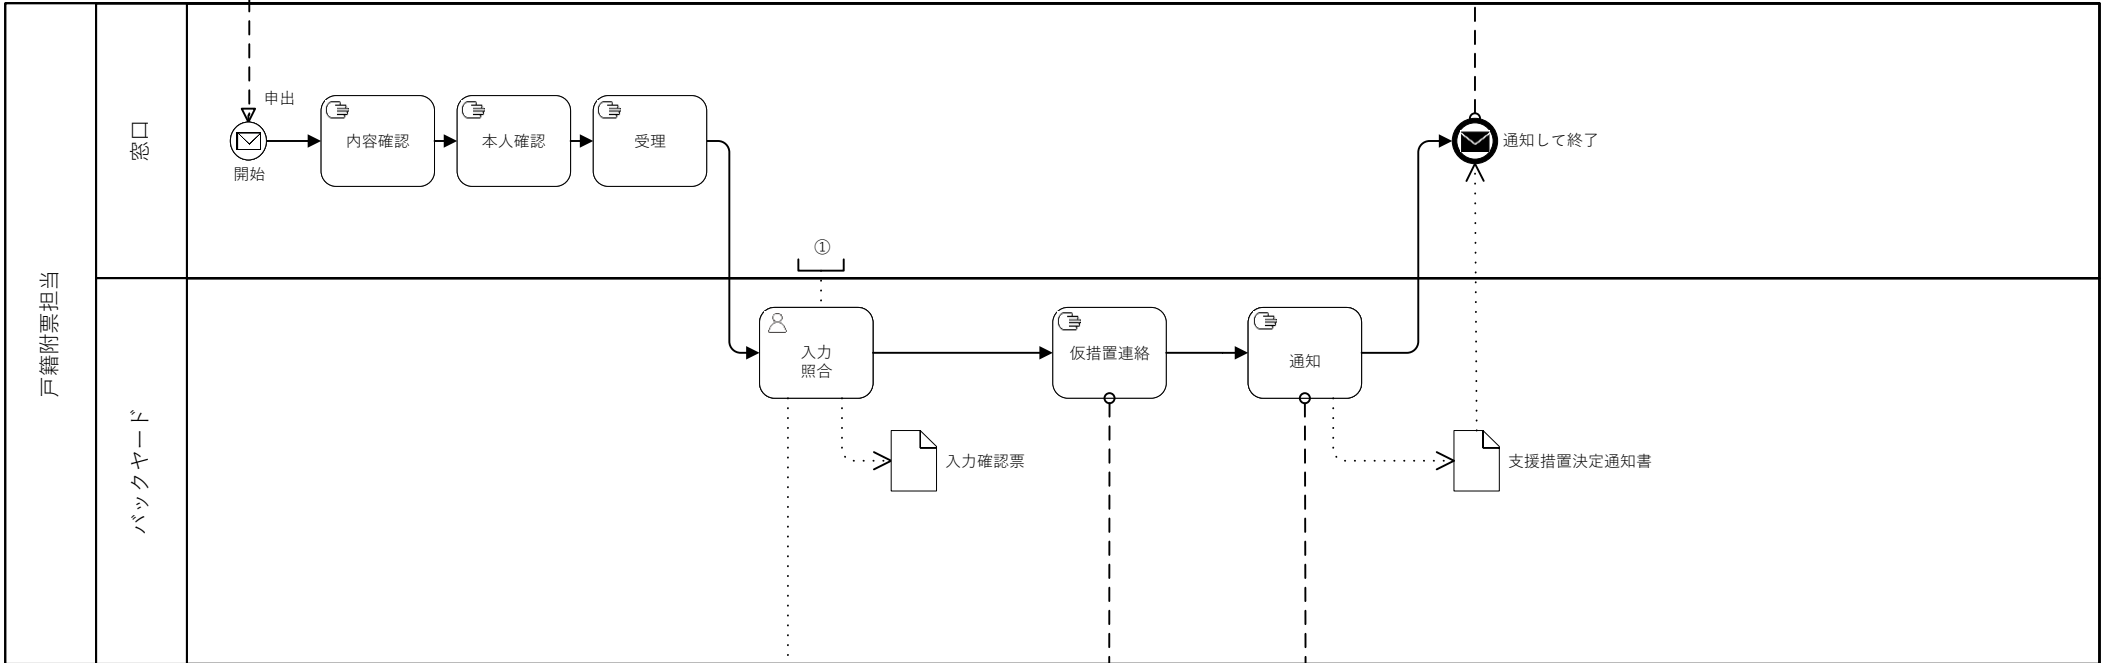 戸籍附票担当
窓口
申出
開始
内容確認
本人確認
受理
通知して終了
①
バックヤード
入力
照合
仮措置連絡
通知
入力確認票
支援措置決定通知書